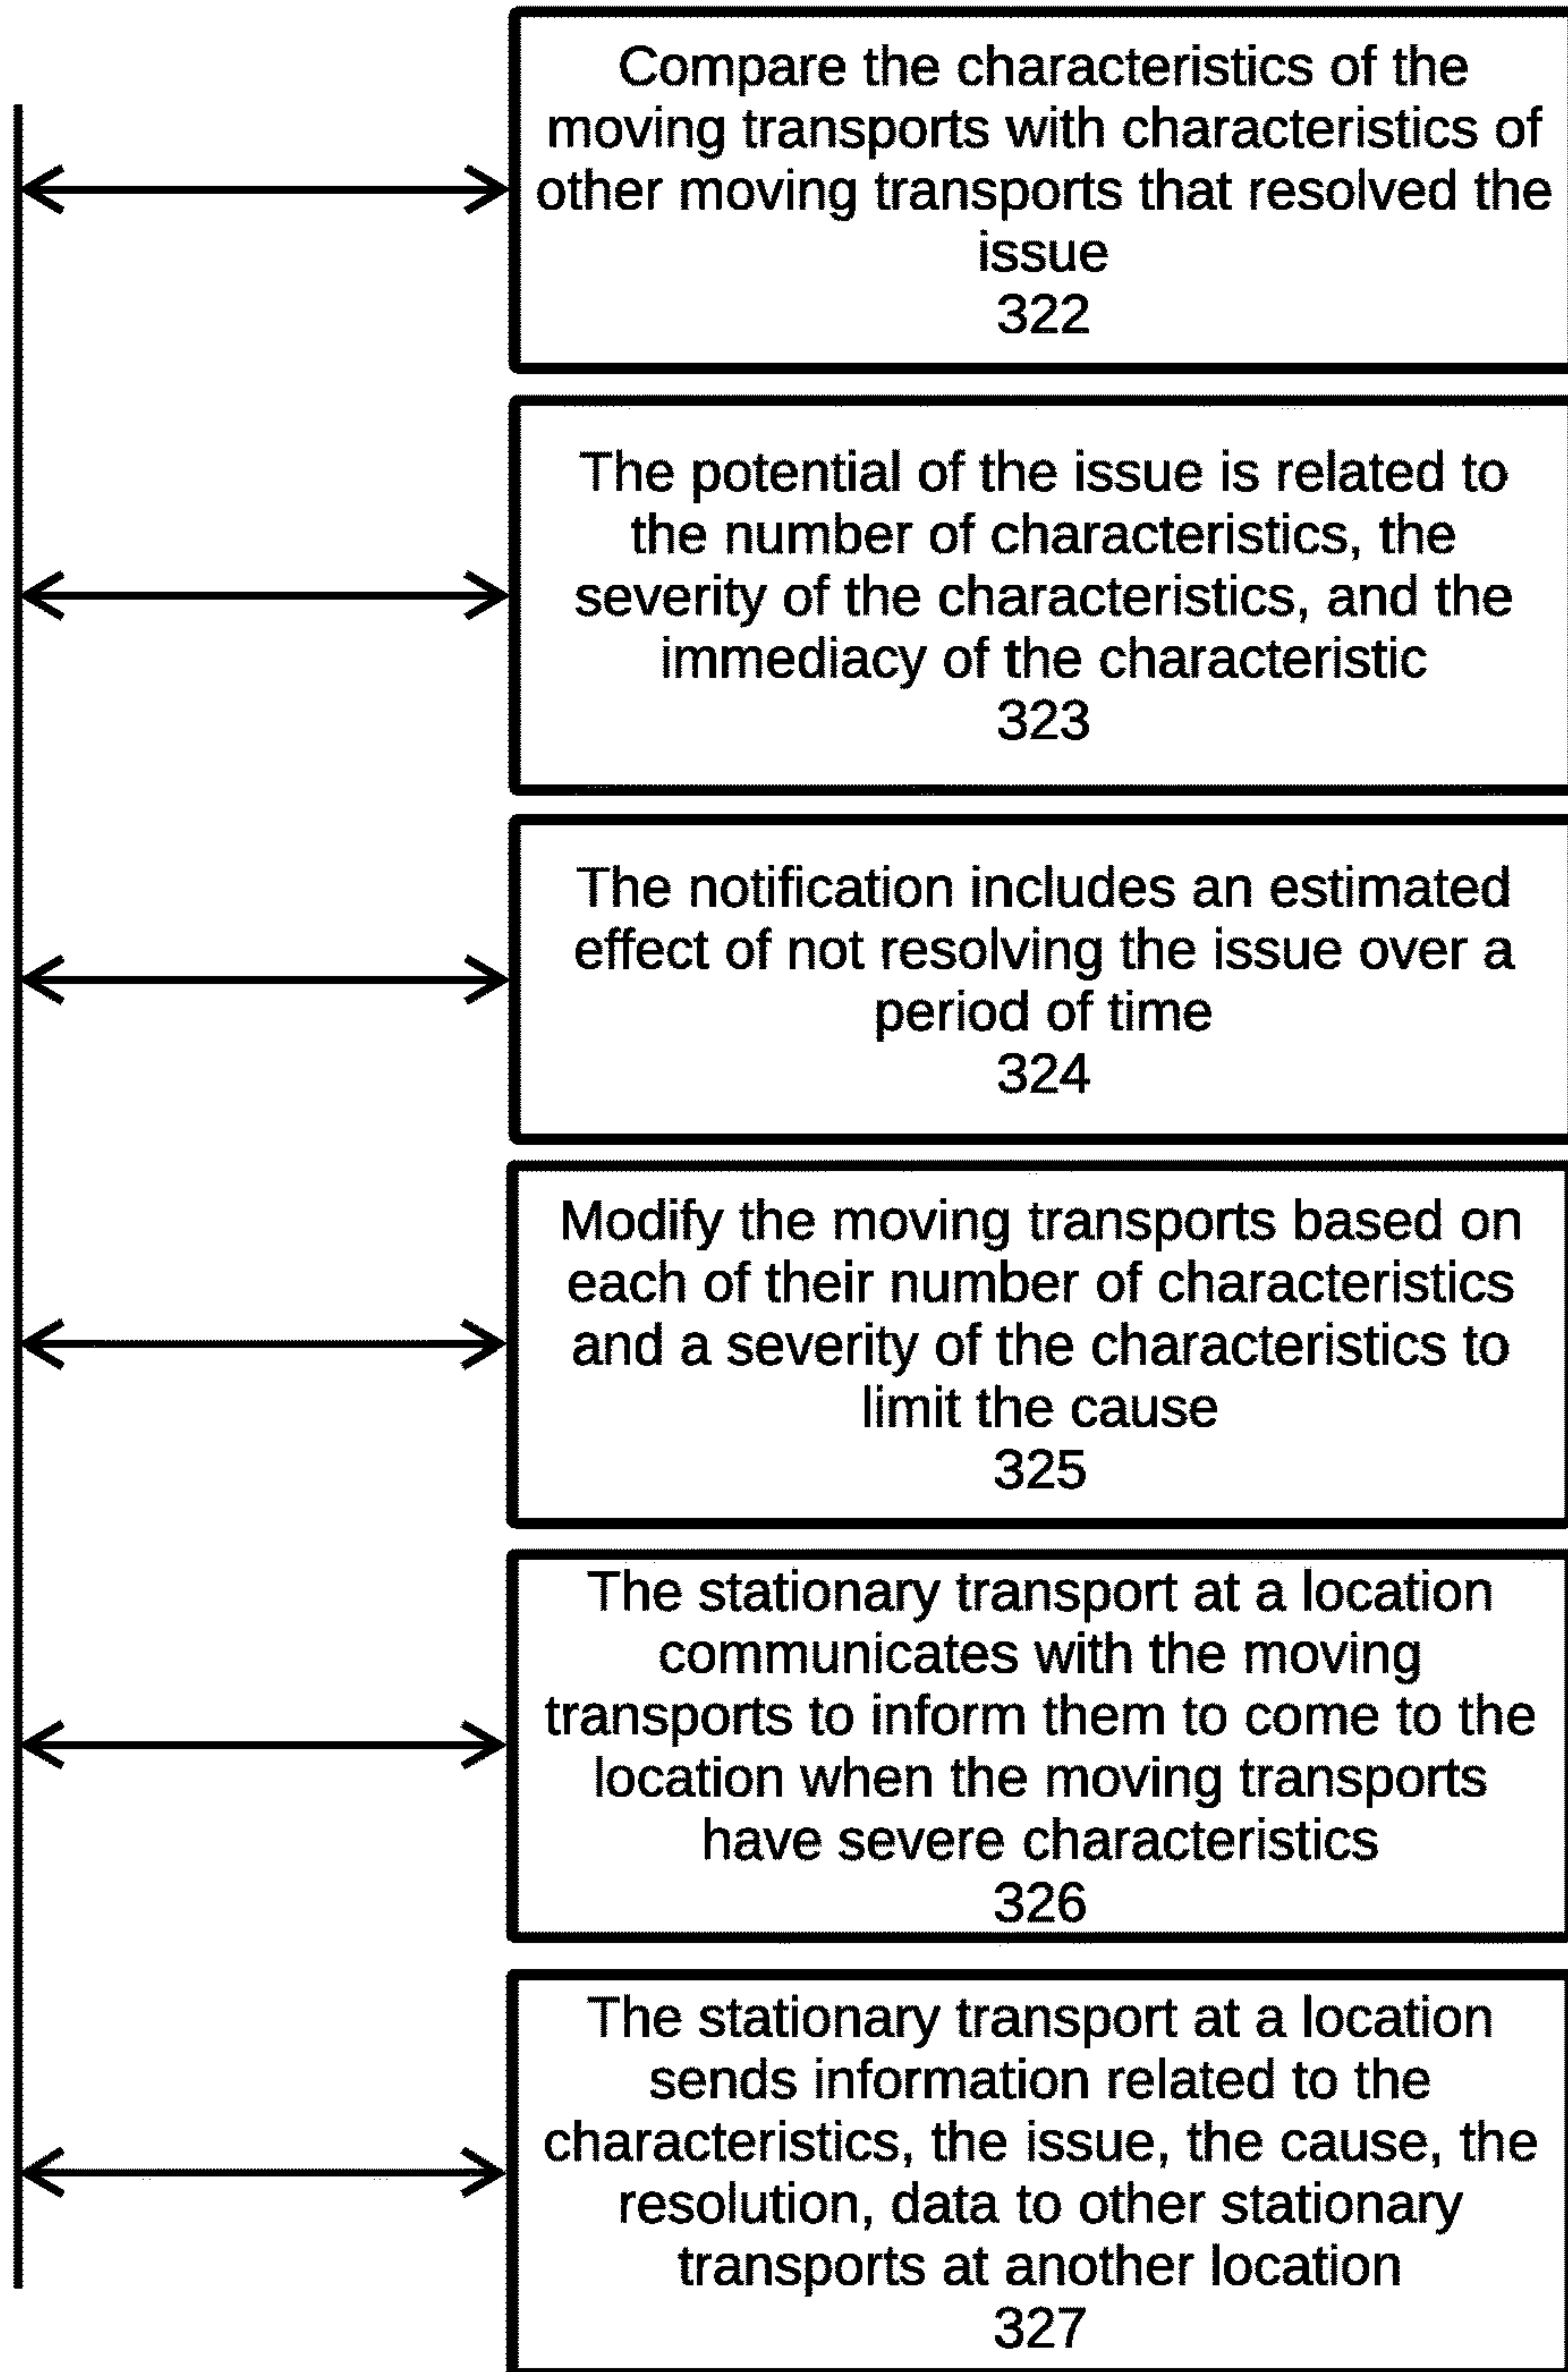 Compare the characteristics of the
moving transports with characteristics of
other moving transports that resolved the
issue
322
The potential of the issue is related to
the number of characteristics, the
severity of the characteristics, and the
immediacy of the characteristic
323
The notification includes an estimated
effect of not resolving the issue over a
period of time
324
Modify the moving transports based on
each of their number of characteristics
and a severity of the characteristics to
limit the cause
325
The stationary transport at a location
communicates with the moving
transports to inform them to come to the
location when the moving transports
have severe characteristics
326
The stationary transport at a location
sends information related to the
characteristics, the issue, the cause, the
resolution, data to other stationary
transports at another location
327